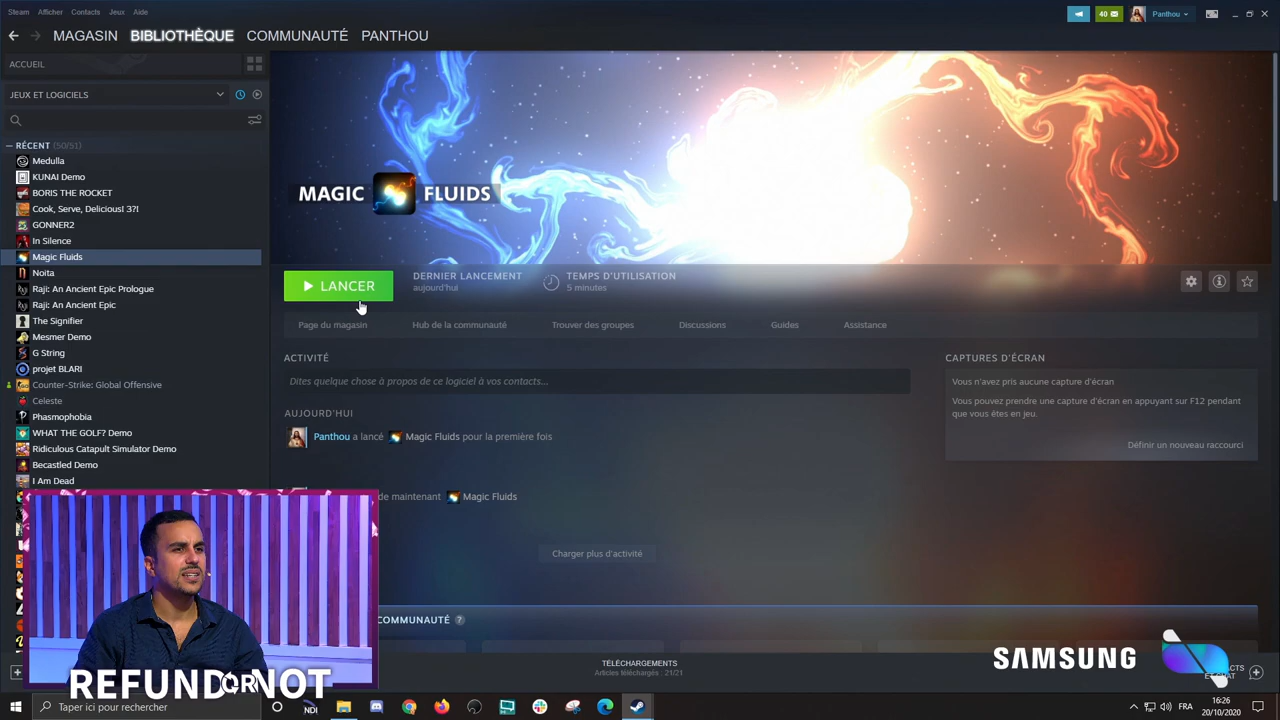 Steam Afficher Contacts Jeux Aide
40 Panthou
MAGASIN BIBLIOTHÈQUE COMMUNAUTÉ PANTHOU
ACCUEIL
JEUX ET LOGICIELS
RÉCENT (50/51)
Medulla
KUNAI Demo
BORIS THE ROCKET
Cook, Serve, Delicious! 3?!
GONNER2
In Silence
Magic Fluids
Noita
Raji: An Ancient Epic Prologue
Raji: An Ancient Epic
The Signifier
Mesmer Demo
G String
projet BLARI
Counter-Strike: Global Offensive
Celeste
Phasmophobia
WHAT THE GOLF? Demo
Ridiculous Catapult Simulator Demo
Becastled Demo
I Am Dead
MAGIC FLUIDS
LANCER
DERNIER LANCEMENT
aujourd'hui
TEMPS D'UTILISATION
5 minutes
Page du magasin Hub de la communauté Trouver des groupes Discussions Guides Assistance
ACTIVITÉ
Dites quelque chose à propos de ce logiciel à vos contacts...
AUJOURD'HUI
Panthou a lancé Magic Fluids pour la première fois
de maintenant Magic Fluids
Charger plus d'activité
COMMUNAUTÉ ?
CAPTURES D'ÉCRAN
Vous n'avez pris aucune capture d'écran
Vous pouvez prendre une capture d'écran en appuyant sur F12 pendant
que vous êtes en jeu.
Définir un nouveau raccourci
TÉLÉCHARGEMENTS
Articles téléchargés : 21/21
SAMSUNG
REFUND OR NOT
Taper ici pour rechercher
NDI
FRA
16:26
20/10/2020